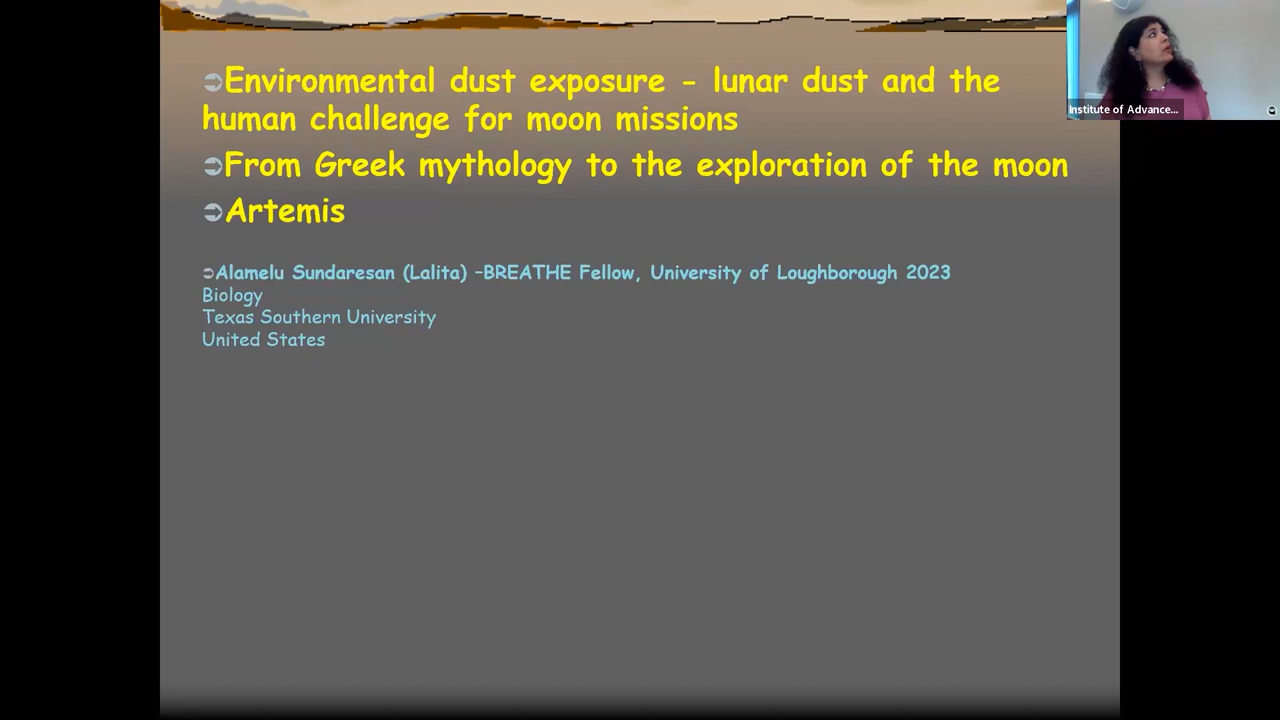 ➲Environmental dust exposure - lunar dust and the
human challenge for moon missions
➲From Greek mythology to the exploration of the moon
➲Artemis
➲Alamelu Sundaresan (Lalita) –BREATHE Fellow, University of Loughborough 2023
Biology
Texas Southern University
United States
Institute of Advance...